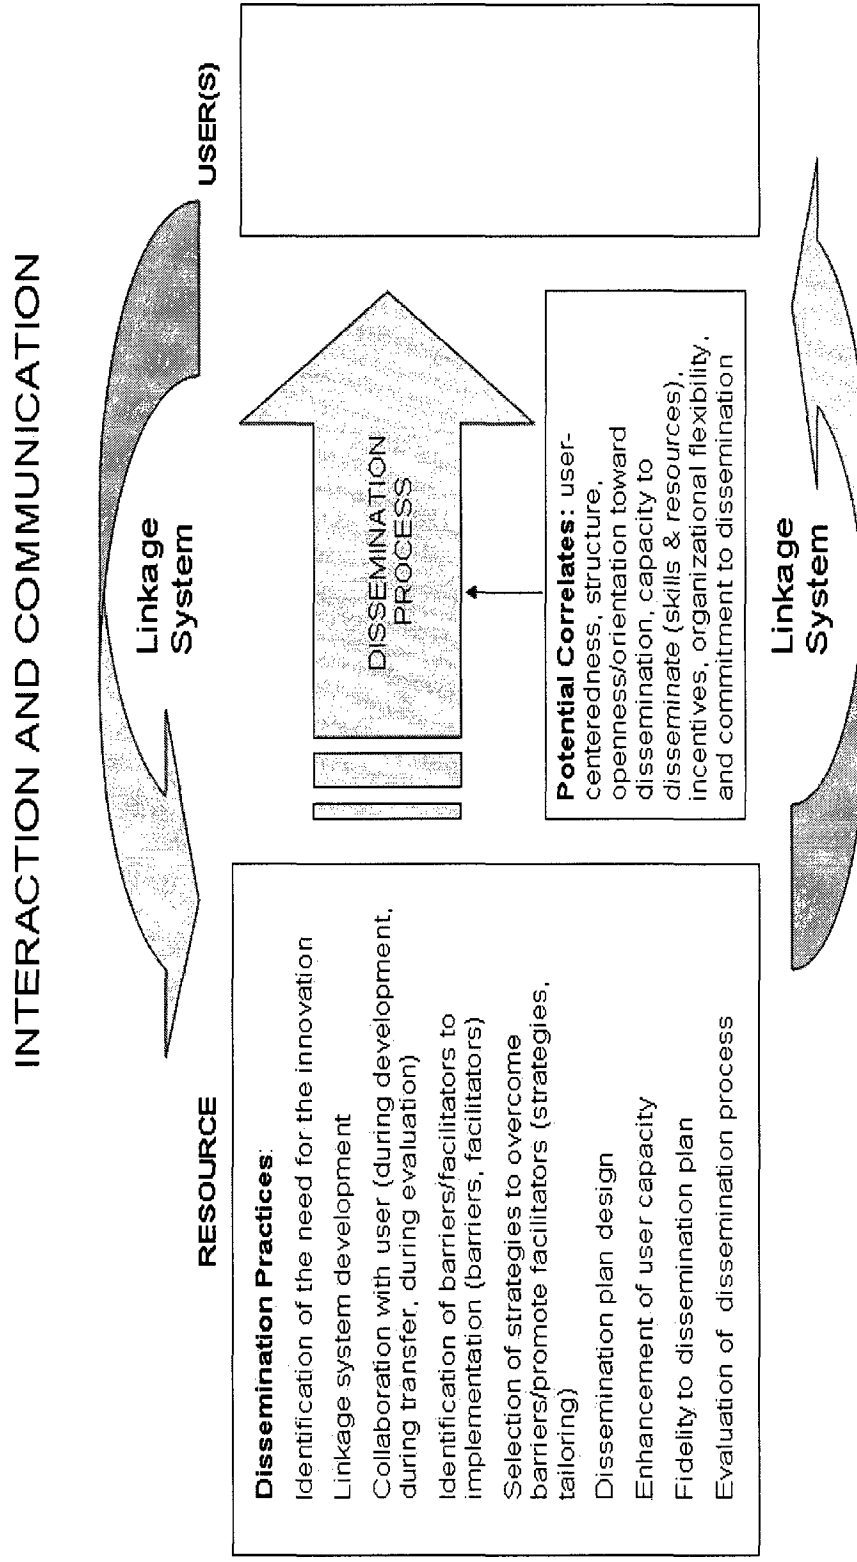 INTERACTION AND COMMUNICATION
RESOURCE
USER(S)
Linkage
System
Dissemination Practices:
Identification of the need for the innovation
Linkage system development
Collaboration with user (during development,
during transfer, during evaluation)
Identification of barriers/facilitators to
implementation (barriers, facilitators)
Selection of strategies to overcome
barriers/promote facilitators (strategies,
tailoring)
Dissemination plan design
Enhancement of user capacity
Fidelity to dissemination plan
Evaluation of dissemination process
DISSEMINATION
PROCESS
Potential Correlates: user-
centeredness, structure,
openness/orientation toward
dissemination, capacity to
disseminate (skills & resources),
incentives, organizational flexibility,
and commitment to dissemination
Linkage
System